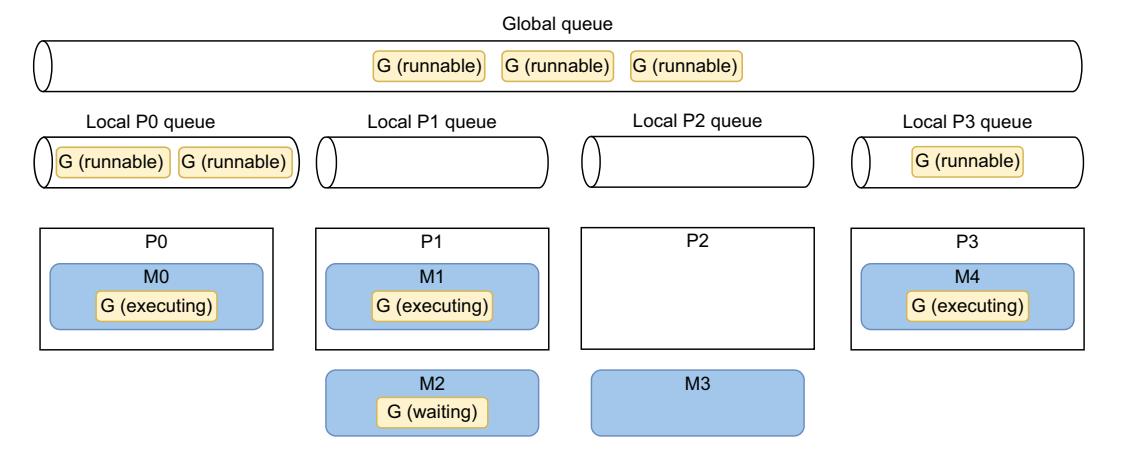 Global queue
G (runnable) G (runnable) G (runnable)
Local P0 queue Local P1 queue Local P2 queue Local P3 queue
G (runnable) G (runnable) G (runnable)
P0 P1 P2 P3
M0 M1 M4
G (executing) G (executing) G (executing)
M2 M3
G (waiting)